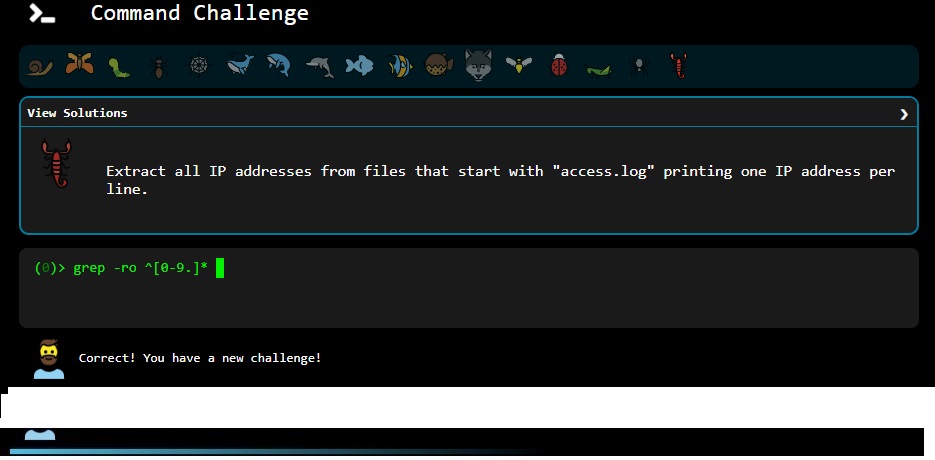 Command Challenge
View Solutions
Extract all IP addresses from files that start with "access.log" printing one IP address per
line.
(0)> grep -ro ^[0-9.]*
Correct! You have a new challenge!